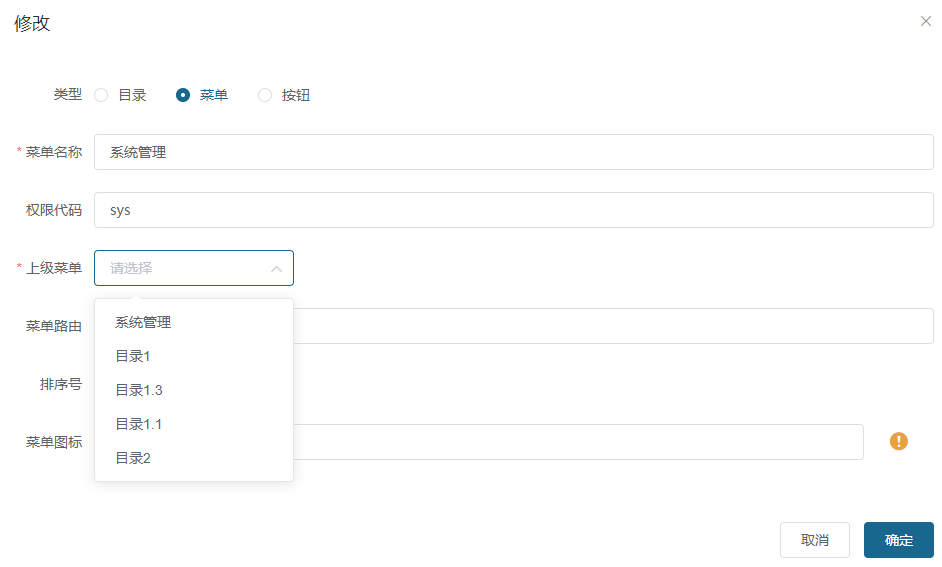 修改
类型 目录 菜单 按钮
* 菜单名称 系统管理
权限代码 sys
* 上级菜单 请选择
系统管理
菜单路由
目录1
排序号
目录1.3
目录1.1
菜单图标
目录2
取消 确定